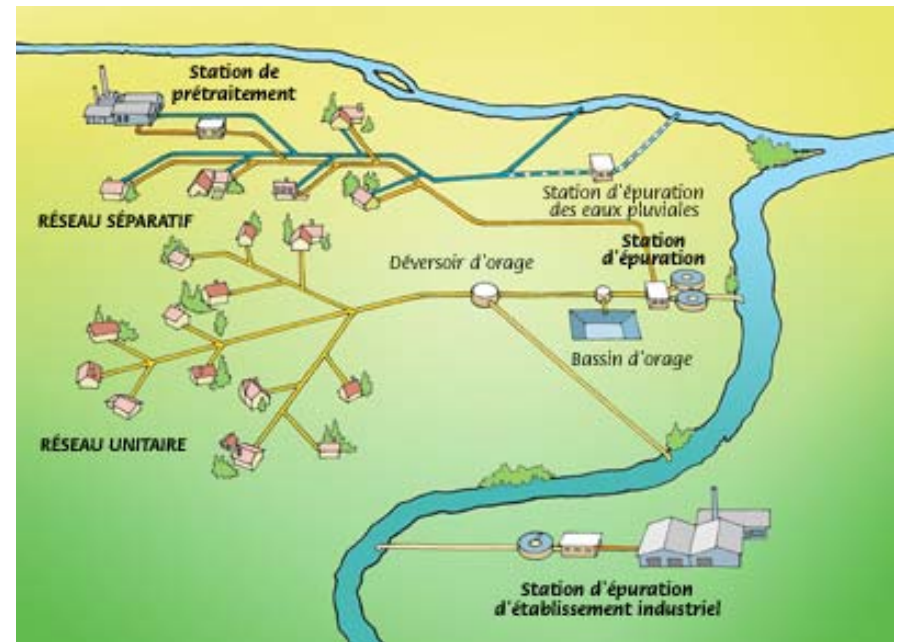 Station de
prétraitement
Station d'épuration
des eaux pluviales
RÉSEAU SÉPARATIF
Station
d'épuration
Déversoir d'orage
Bassin d'orage
RÉSEAU UNITAIRE
Station d'épuration
d'établissement industriel